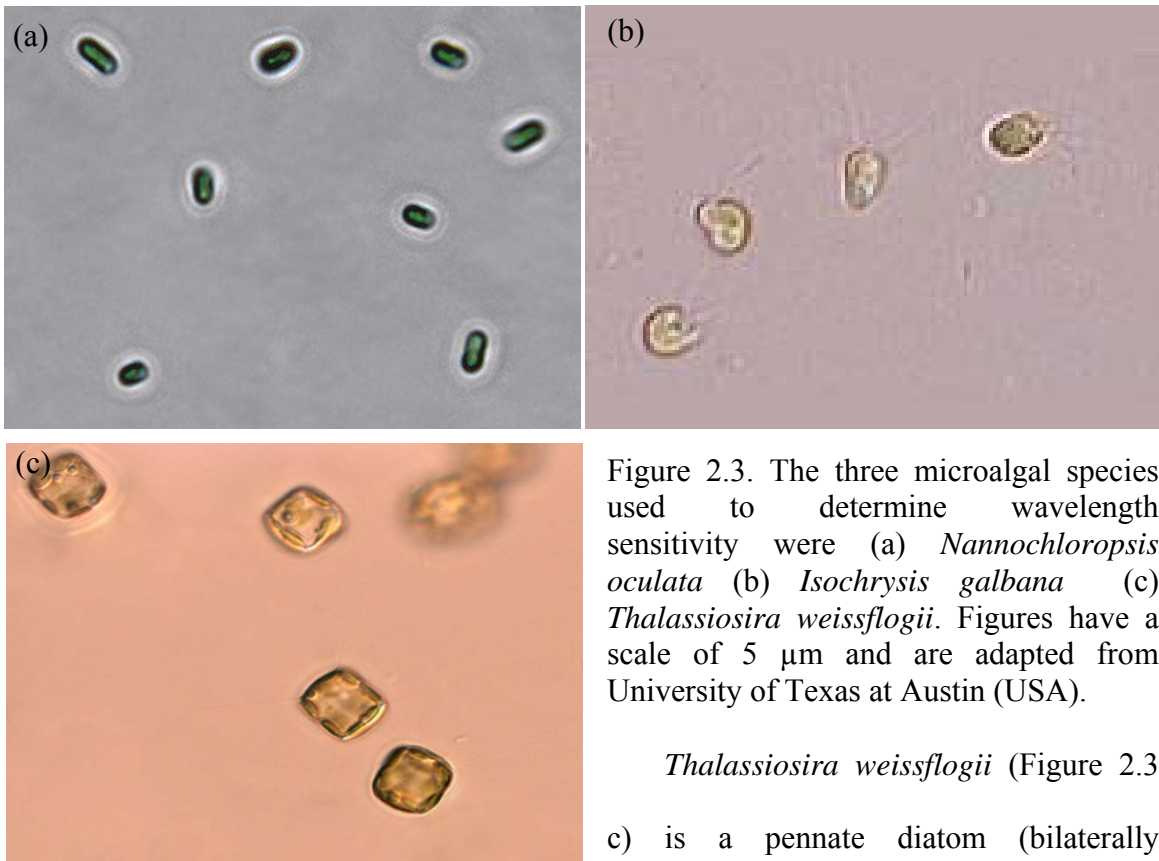 (a)
(b)
(c)
Figure 2.3. The three microalgal species
used to determine wavelength
sensitivity were (a) Nannochloropsis
oculata (b) Isochrysis galbana (c)
Thalassiosira weissflogii. Figures have a
scale of 5 µm and are adapted from
University of Texas at Austin (USA).
Thalassiosira weissflogii (Figure 2.3
c) is a pennate diatom (bilaterally